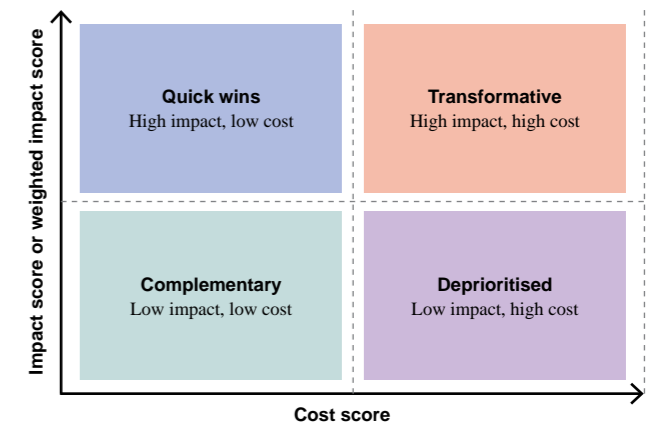 Impact score or weighted impact score
Quick wins
High impact, low cost
Transformative
High impact, high cost
Complementary
Low impact, low cost
Deprioritised
Low impact, high cost
Cost score